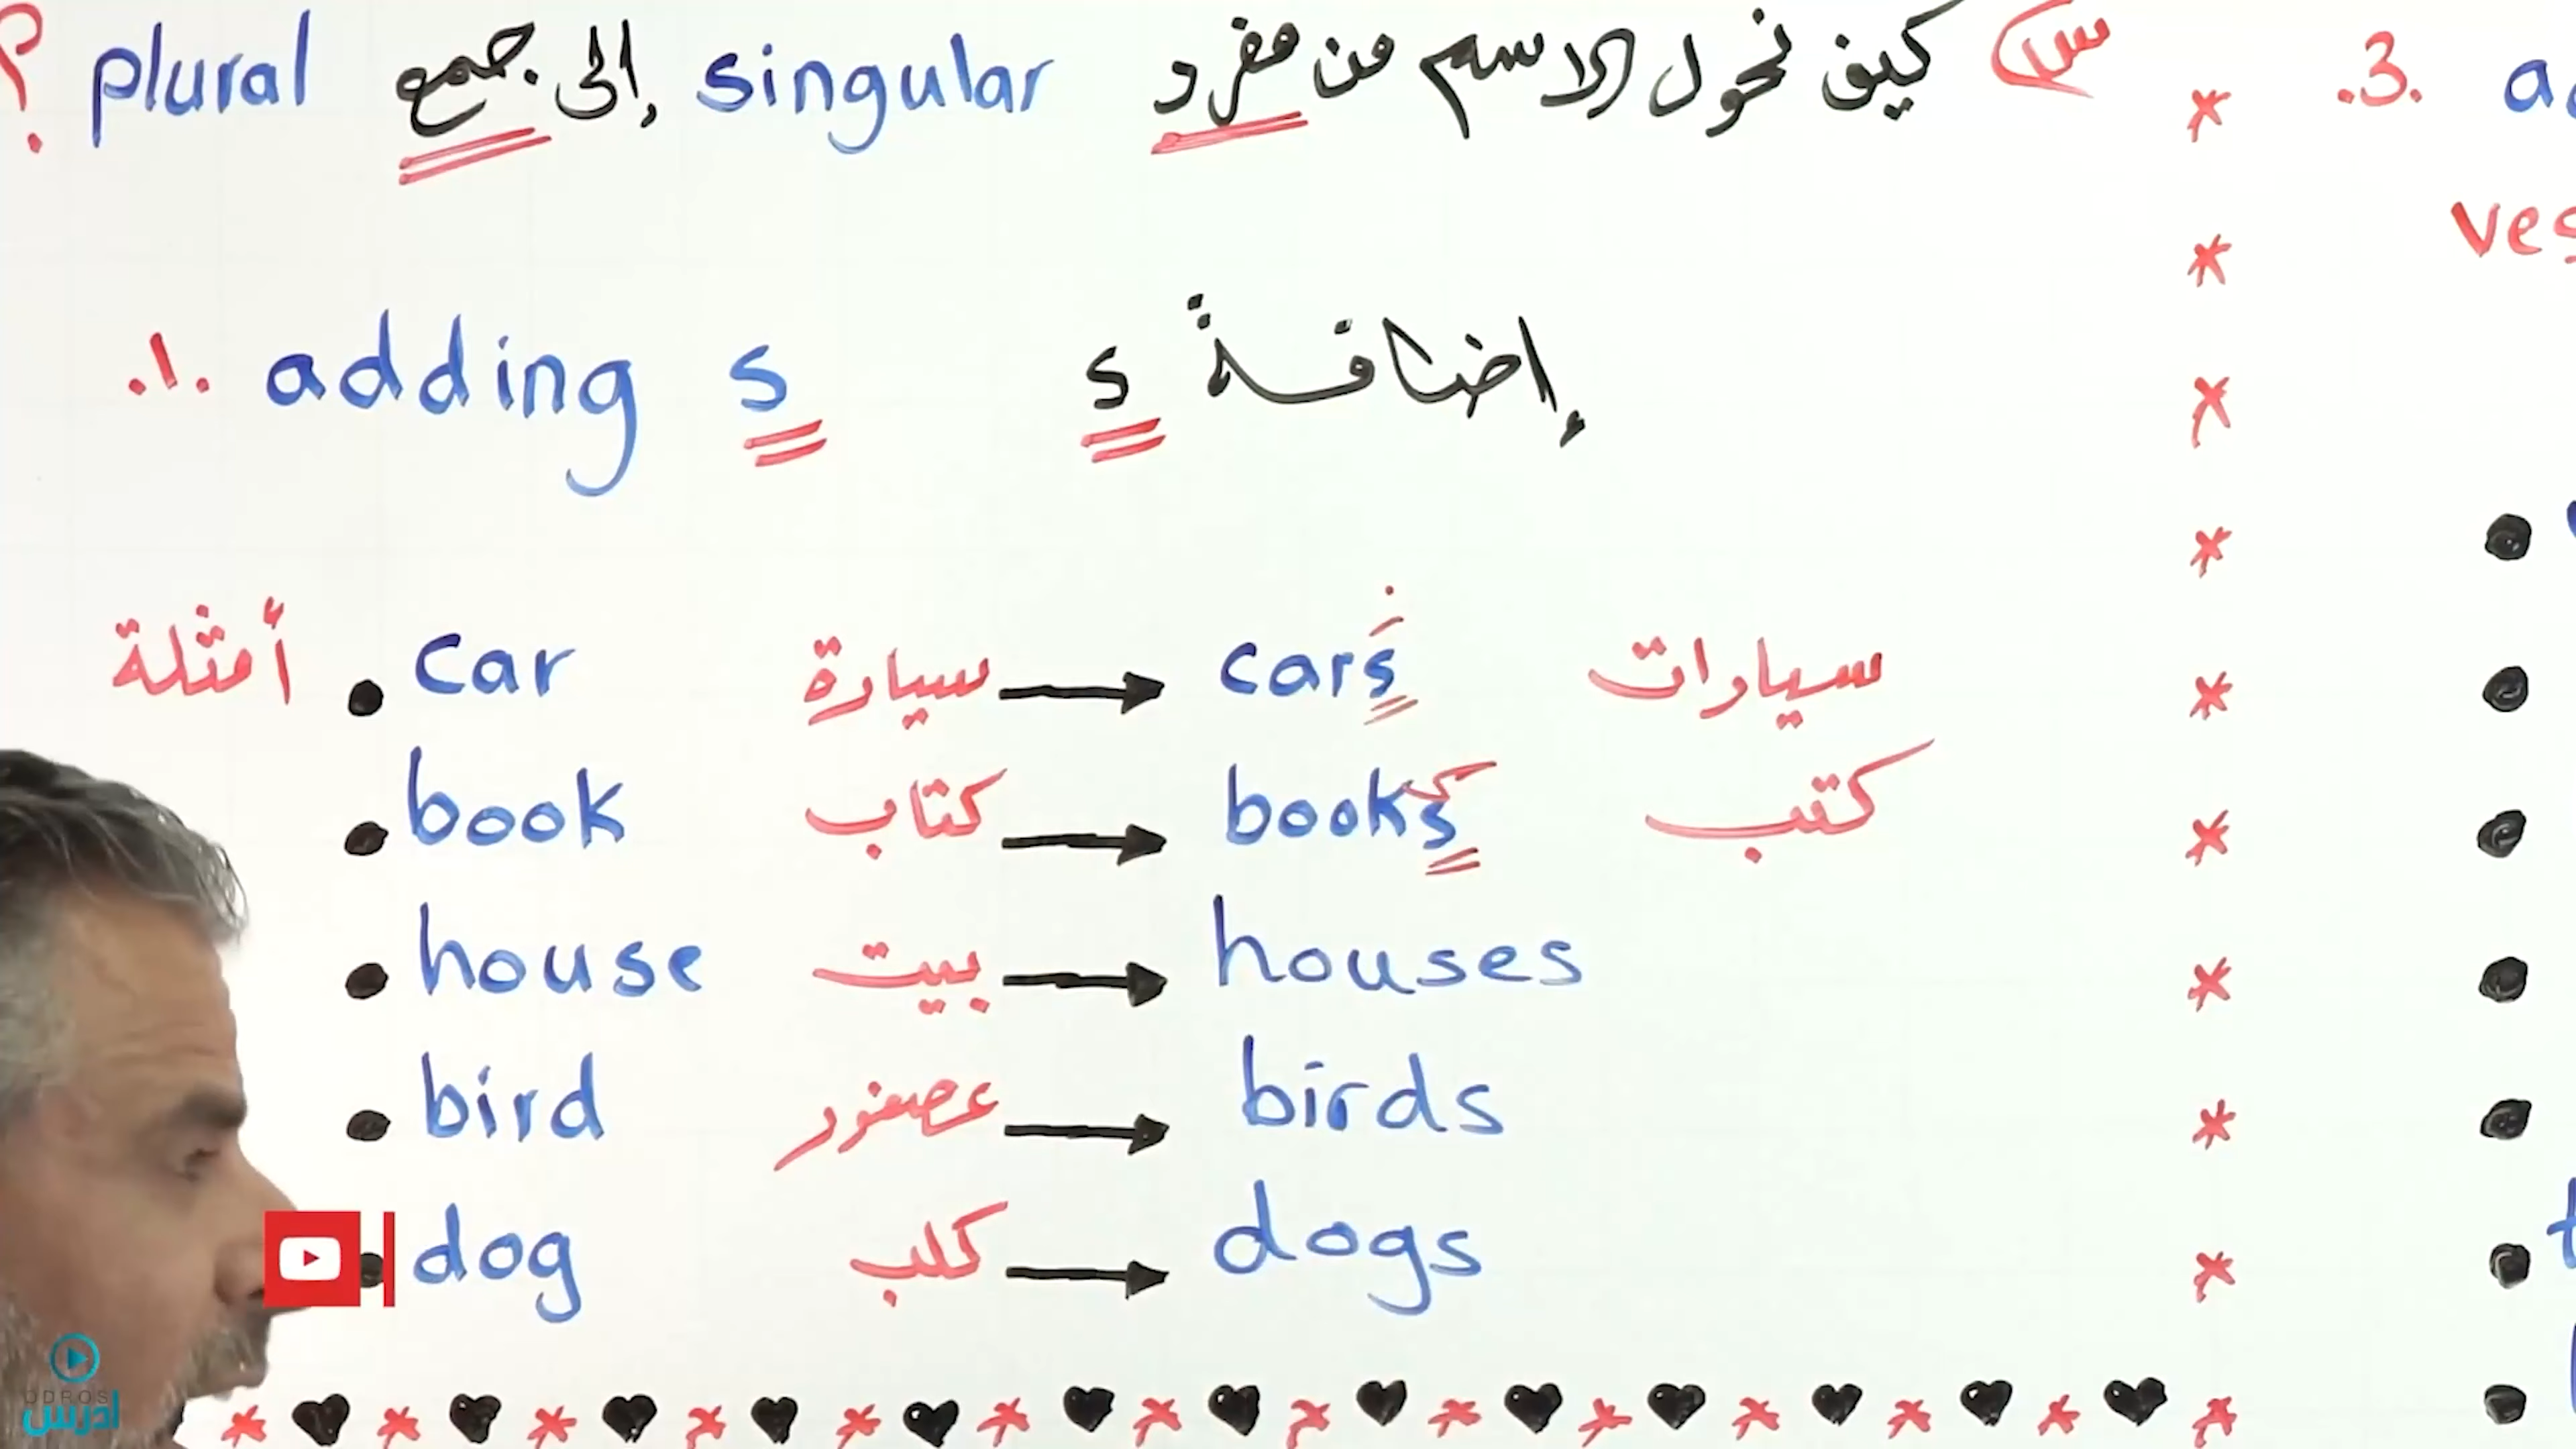 س كيف نحول الاسم من مفرد singular إلى جمع plural ؟
.1. adding s إضافة s
أمثلة
car سيارة cars سيارات
book كتاب books كتب
house بيت houses
bird عصفور birds
dog كلب dogs
.3.
ODROS
ادرس